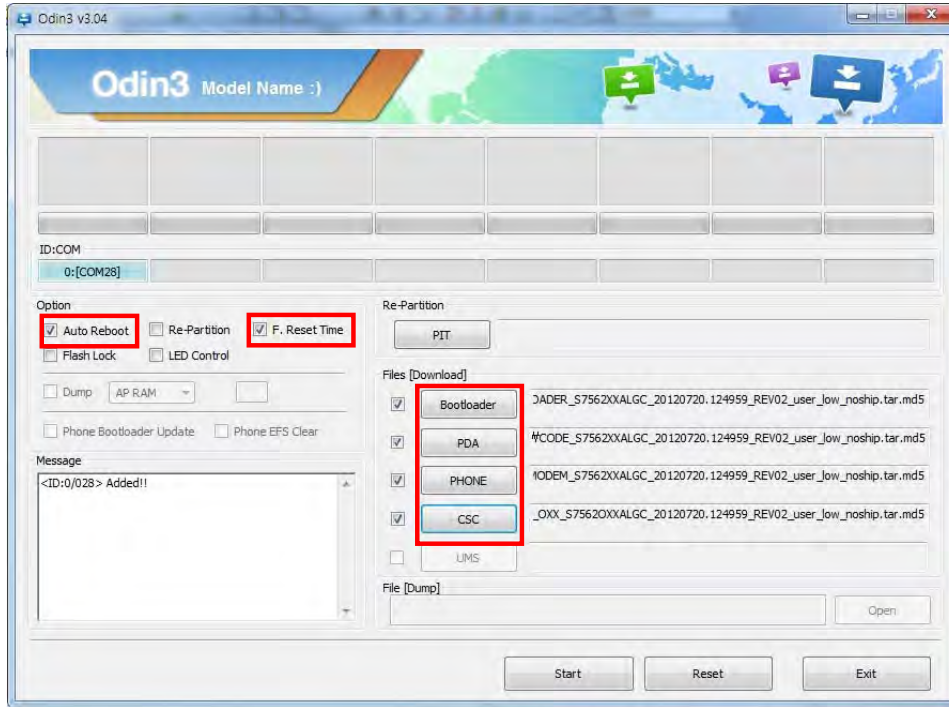 Odin3 v3.04
Odin3 Model Name :)
ID:COM
0:[COM28]
Option
Auto Reboot
Re-Partition
F. Reset Time
Flash Lock
LED Control
Dump
AP RAM
Phone Bootloader Update
Phone EFS Clear
Message
<ID:0/028> Added!!
Re-Partition
PIT
Files [Download]
Bootloader
DADER_S7562XXALGC_20120720.124959_REV02_user_low_noship.tar.md5
PDA
₩CODE_S7562XXALGC_20120720.124959_REV02_user_low_noship.tar.md5
PHONE
MODEM_S7562XXALGC_20120720.124959_REV02_user_low_noship.tar.md5
CSC
_OXX_S7562OXXALGC_20120720.124959_REV02_user_low_noship.tar.md5
UMS
File [Dump]
Open
Start
Reset
Exit